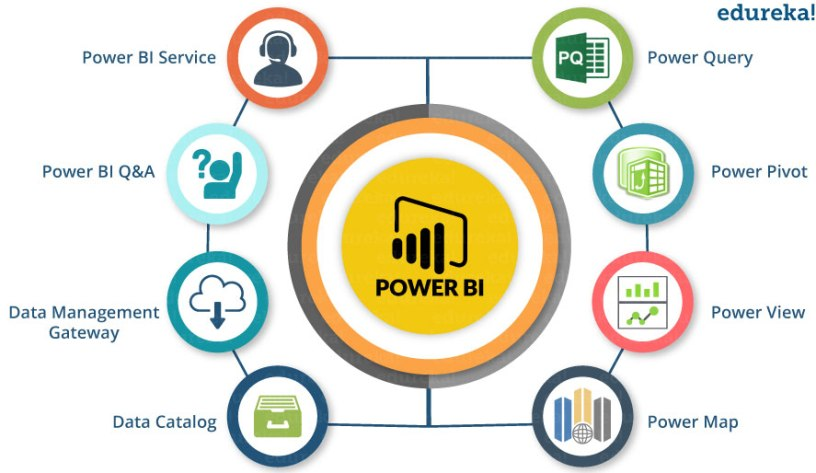 edureka!
Power BI Service
Power Query
PQ
Power BI Q&A
Power Pivot
POWER BI
Data Management
Gateway
Power View
Data Catalog
Power Map